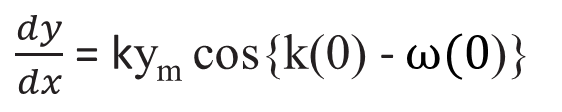 dy/dx = ky_m cos{k(0) - ω(0)}